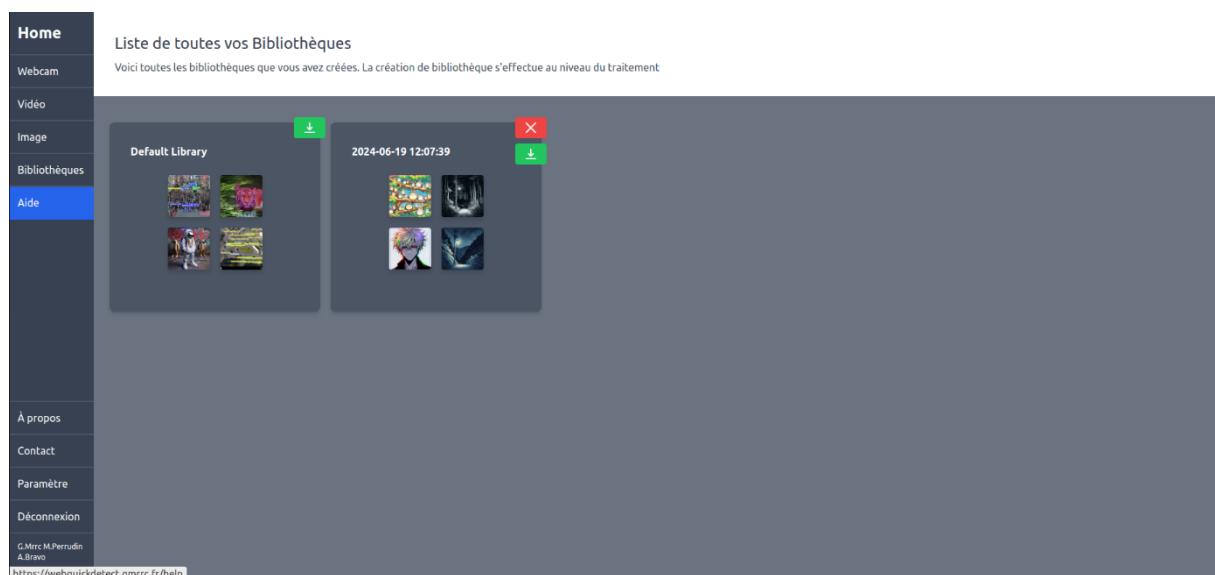 Home
Webcam
Vidéo
Image
Bibliothèques
Aide
À propos
Contact
Paramètre
Déconnexion
G.Mrrc M.Perrudin
A.Bravo
https://webquickdetect.gmrrc.fr/help
Liste de toutes vos Bibliothèques
Voici toutes les bibliothèques que vous avez créées. La création de bibliothèque s'effectue au niveau du traitement
Default Library
2024-06-19 12:07:39